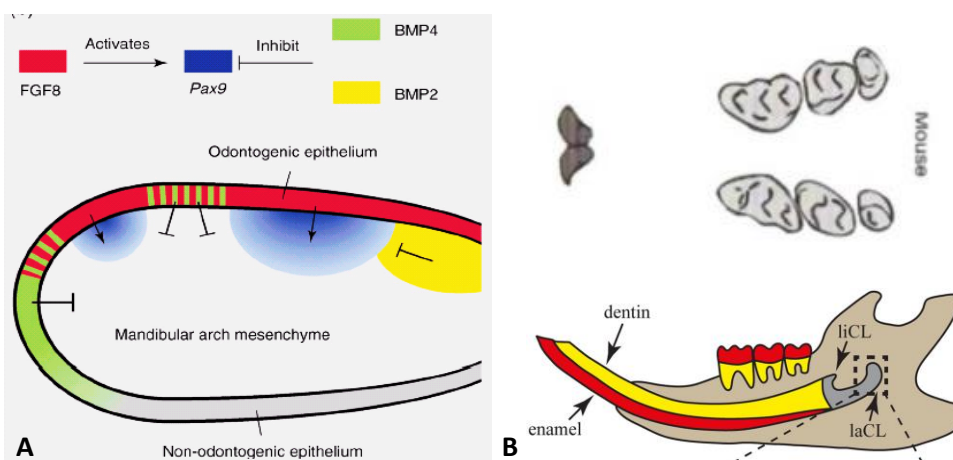 Activates
Inhibit
BMP4
FGF8
Pax9
BMP2
Odontogenic epithelium
Mandibular arch mesenchyme
Non-odontogenic epithelium
A
Mouse
dentin
liCL
enamel
laCL
B